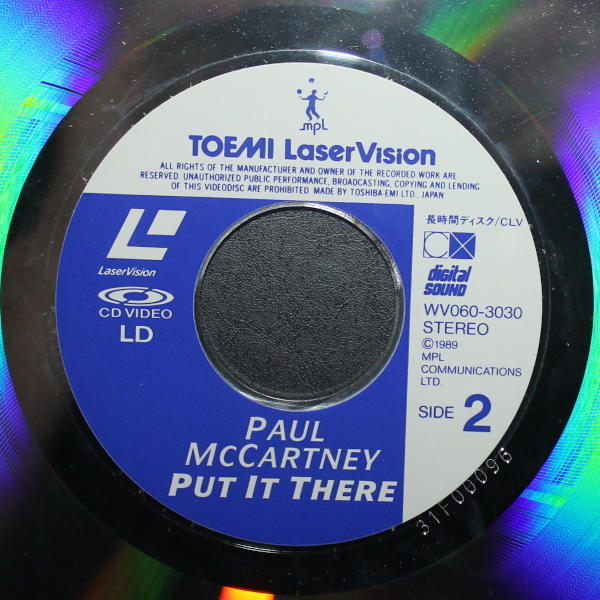 MPL
TOEMI LaserVision
ALL RIGHTS OF THE MANUFACTURER AND OWNER OF THE RECORDED WORK ARE
RESERVED. UNAUTHORIZED PUBLIC PERFORMANCE, BROADCASTING, COPYING AND LENDING
OF THIS VIDEODISC ARE PROHIBITED. MADE BY TOSHIBA EMI LTD., JAPAN
LaserVision
CD VIDEO
LD
長時間ディスク/CLV
CX
digital
SOUND
WV060-3030
STEREO
©1989
MPL
COMMUNICATIONS
LTD.
SIDE 2
PAUL
MCCARTNEY
PUT IT THERE
31F00096